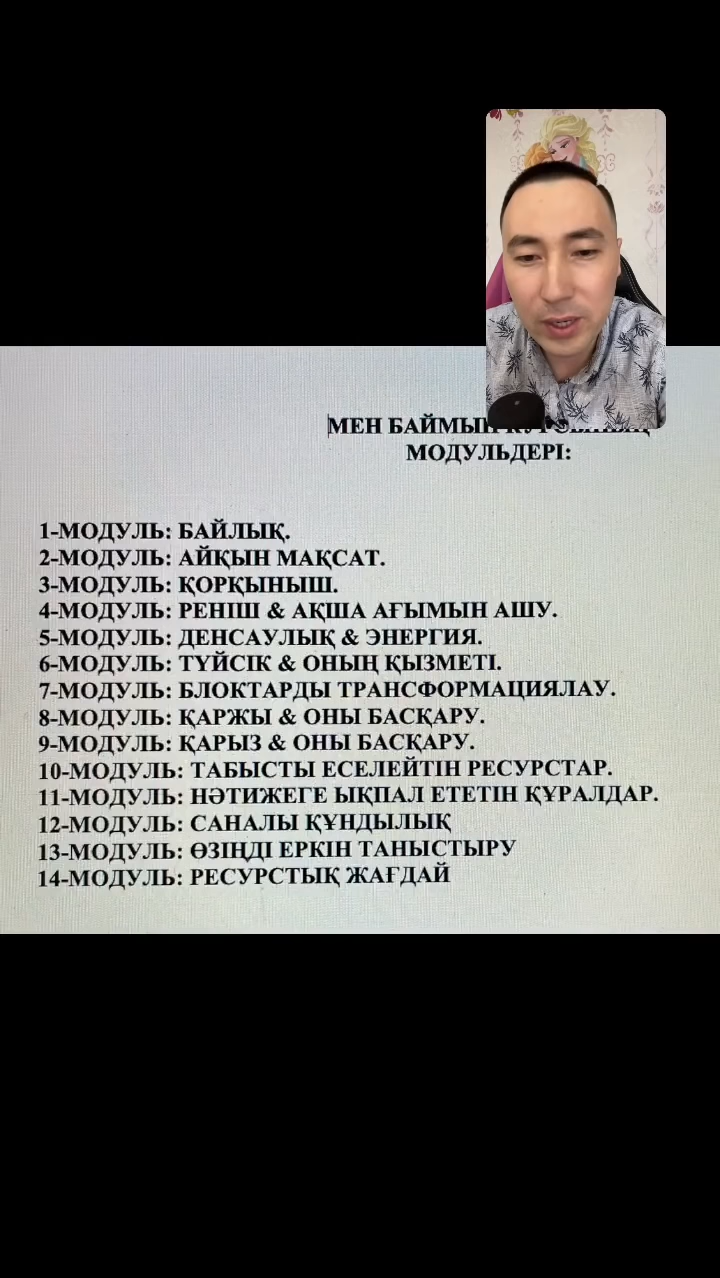 МЕН БАЙМЫН
МОДУЛЬДЕРІ:
1-МОДУЛЬ: БАЙЛЫҚ.
2-МОДУЛЬ: АЙҚЫН МАҚСАТ.
3-МОДУЛЬ: ҚОРҚЫНЫШ.
4-МОДУЛЬ: РЕНІШ & АҚША АҒЫМЫН АШУ.
5-МОДУЛЬ: ДЕНСАУЛЫҚ & ЭНЕРГИЯ.
6-МОДУЛЬ: ТҮЙСІК & ОНЫҢ ҚЫЗМЕТІ.
7-МОДУЛЬ: БЛОКТАРДЫ ТРАНСФОРМАЦИЯЛАУ.
8-МОДУЛЬ: ҚАРЖЫ & ОНЫ БАСҚАРУ.
9-МОДУЛЬ: ҚАРЫЗ & ОНЫ БАСҚАРУ.
10-МОДУЛЬ: ТАБЫСТЫ ЕСЕЛЕЙТІН РЕСУРСТАР.
11-МОДУЛЬ: НӘТИЖЕГЕ ЫҚПАЛ ЕТЕТІН ҚҰРАЛДАР.
12-МОДУЛЬ: САНАЛЫ ҚҰНДЫЛЫҚ
13-МОДУЛЬ: ӨЗІҢДІ ЕРКІН ТАНЫСТЫРУ
14-МОДУЛЬ: РЕСУРСТЫҚ ЖАҒДАЙ